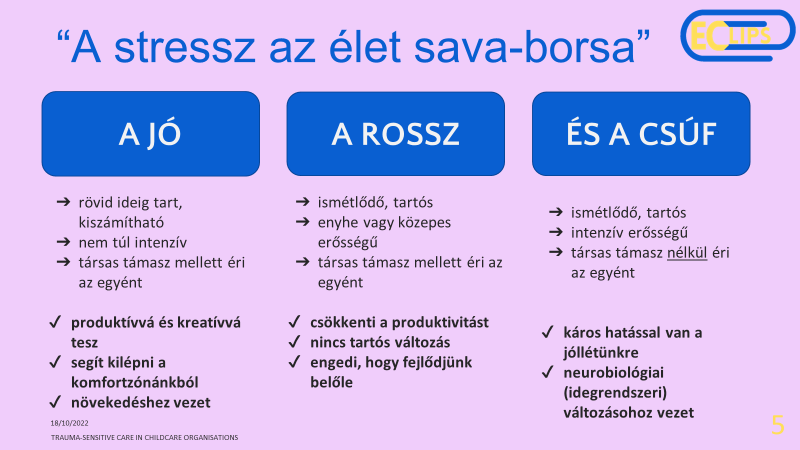 “A stressz az élet sava-borsa”
ECLIPS
A JÓ
➔ rövid ideig tart,
kiszámítható
➔ nem túl intenzív
➔ társas támasz mellett éri
az egyént
✔ produktívvá és kreatívvá
tesz
✔ segít kilépni a
komfortzónánkból
✔ növekedéshez vezet
A ROSSZ
➔ ismétlődő, tartós
➔ enyhe vagy közepes
erősségű
➔ társas támasz mellett éri az
egyént
✔ csökkenti a produktivitást
✔ nincs tartós változás
✔ engedi, hogy fejlődjünk
belőle
ÉS A CSÚF
➔ ismétlődő, tartós
➔ intenzív erősségű
➔ társas támasz nélkül éri
az egyént
✔ káros hatással van a
jóllétünkre
✔ neurobiológiai
(idegrendszeri)
változásohoz vezet
18/10/2022
TRAUMA-SENSITIVE CARE IN CHILDCARE ORGANISATIONS
5